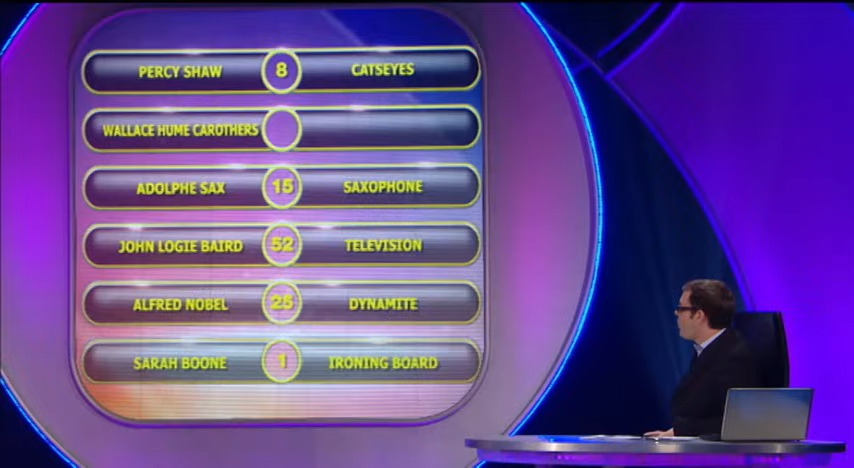 PERCY SHAW 8 CATSEYES
WALLACE HUME CAROTHERS
ADOLPHE SAX 15 SAXOPHONE
JOHN LOGIE BAIRD 52 TELEVISION
ALFRED NOBEL 25 DYNAMITE
SARAH BOONE 1 IRONING BOARD